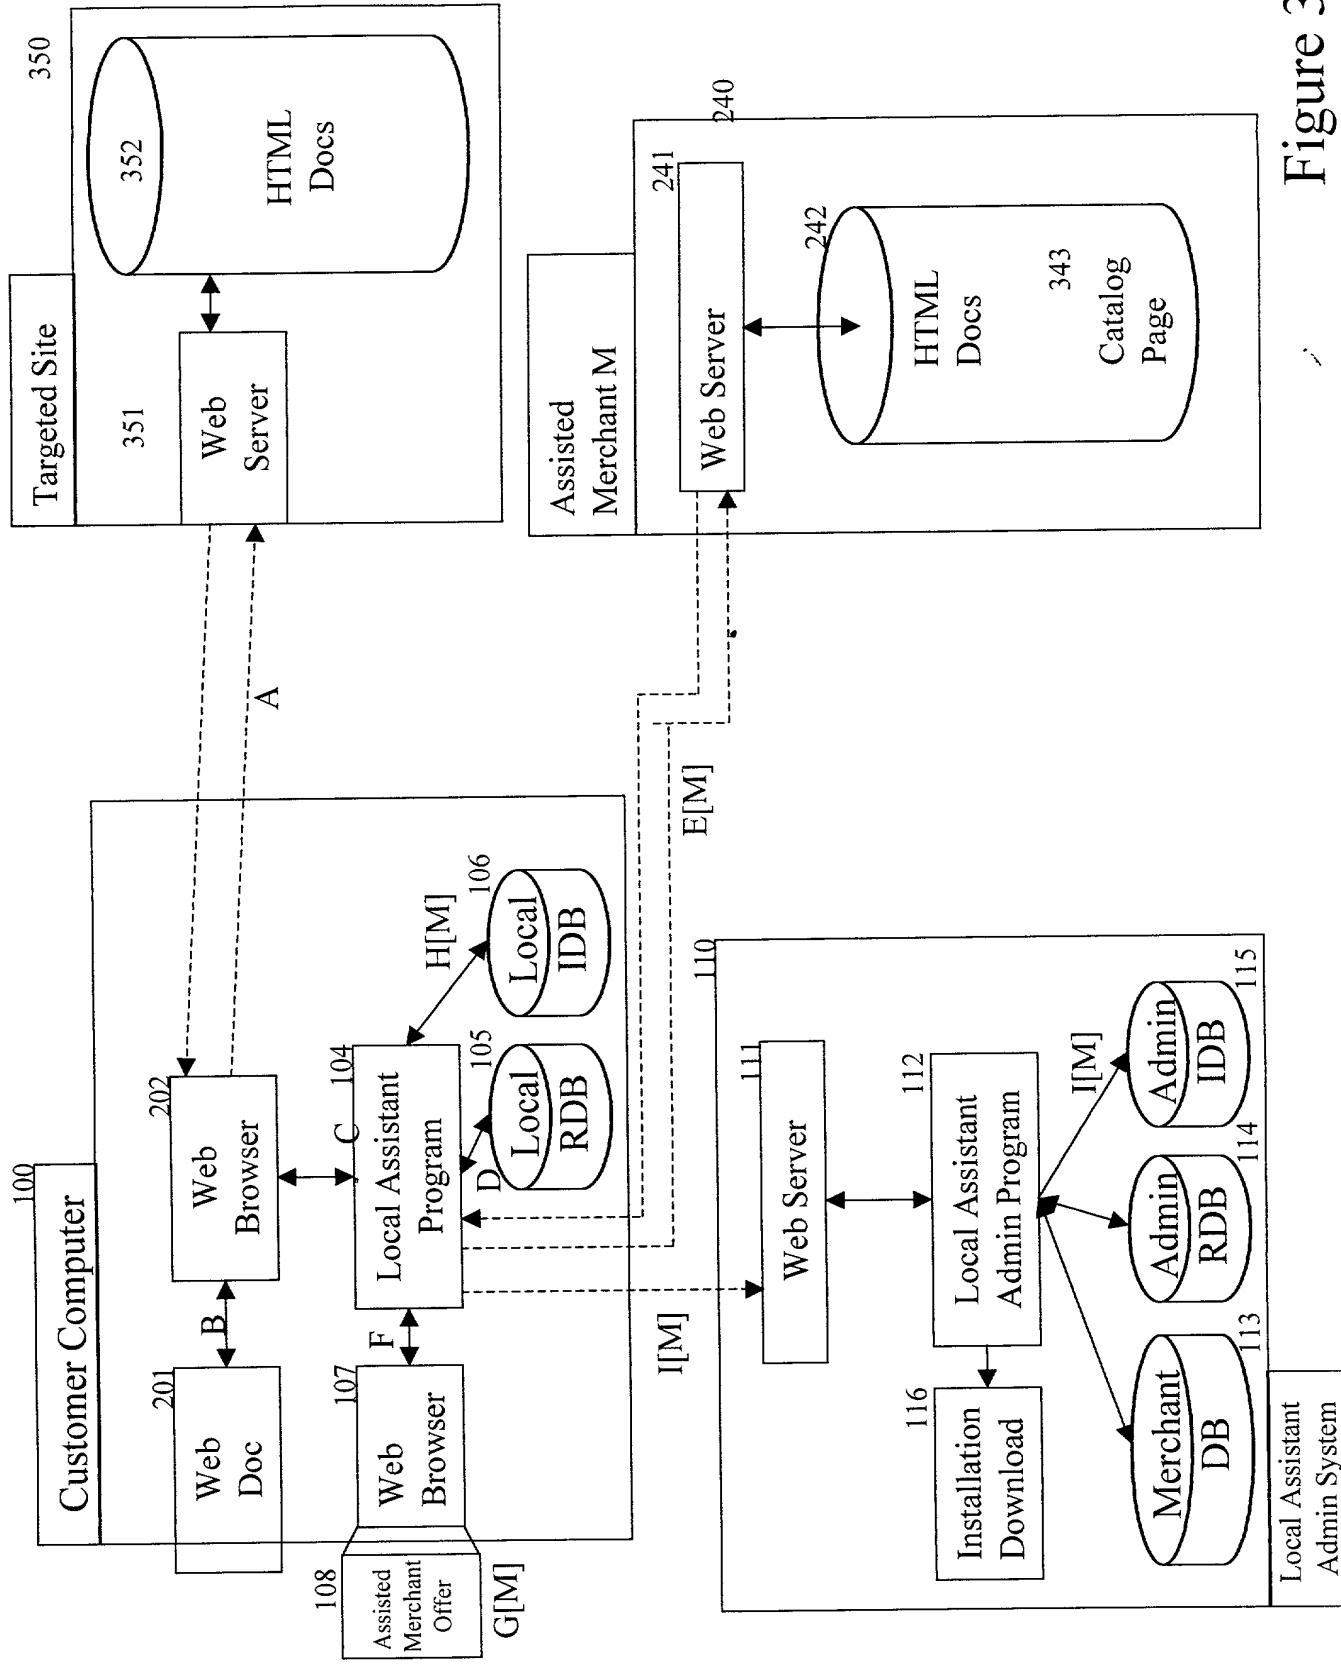 Customer Computer
100
201
Web
Doc
B
202
Web
Browser
A
Targeted Site
350
351
Web
Server
352
HTML
Docs
108
Assisted
Merchant
Offer
G[M]
107
Web
Browser
F
104
Local Assistant
Program
C
D
105
Local
RDB
H[M]
106
Local
IDB
E[M]
I[M]
Assisted
Merchant M
240
241
Web Server
242
HTML
Docs
343
Catalog
Page
110
111
Web Server
112
Local Assistant
Admin Program
116
Installation
Download
I[M]
Merchant
DB
113
Admin
RDB
114
Admin
IDB
115
Local Assistant
Admin System
Figure 3